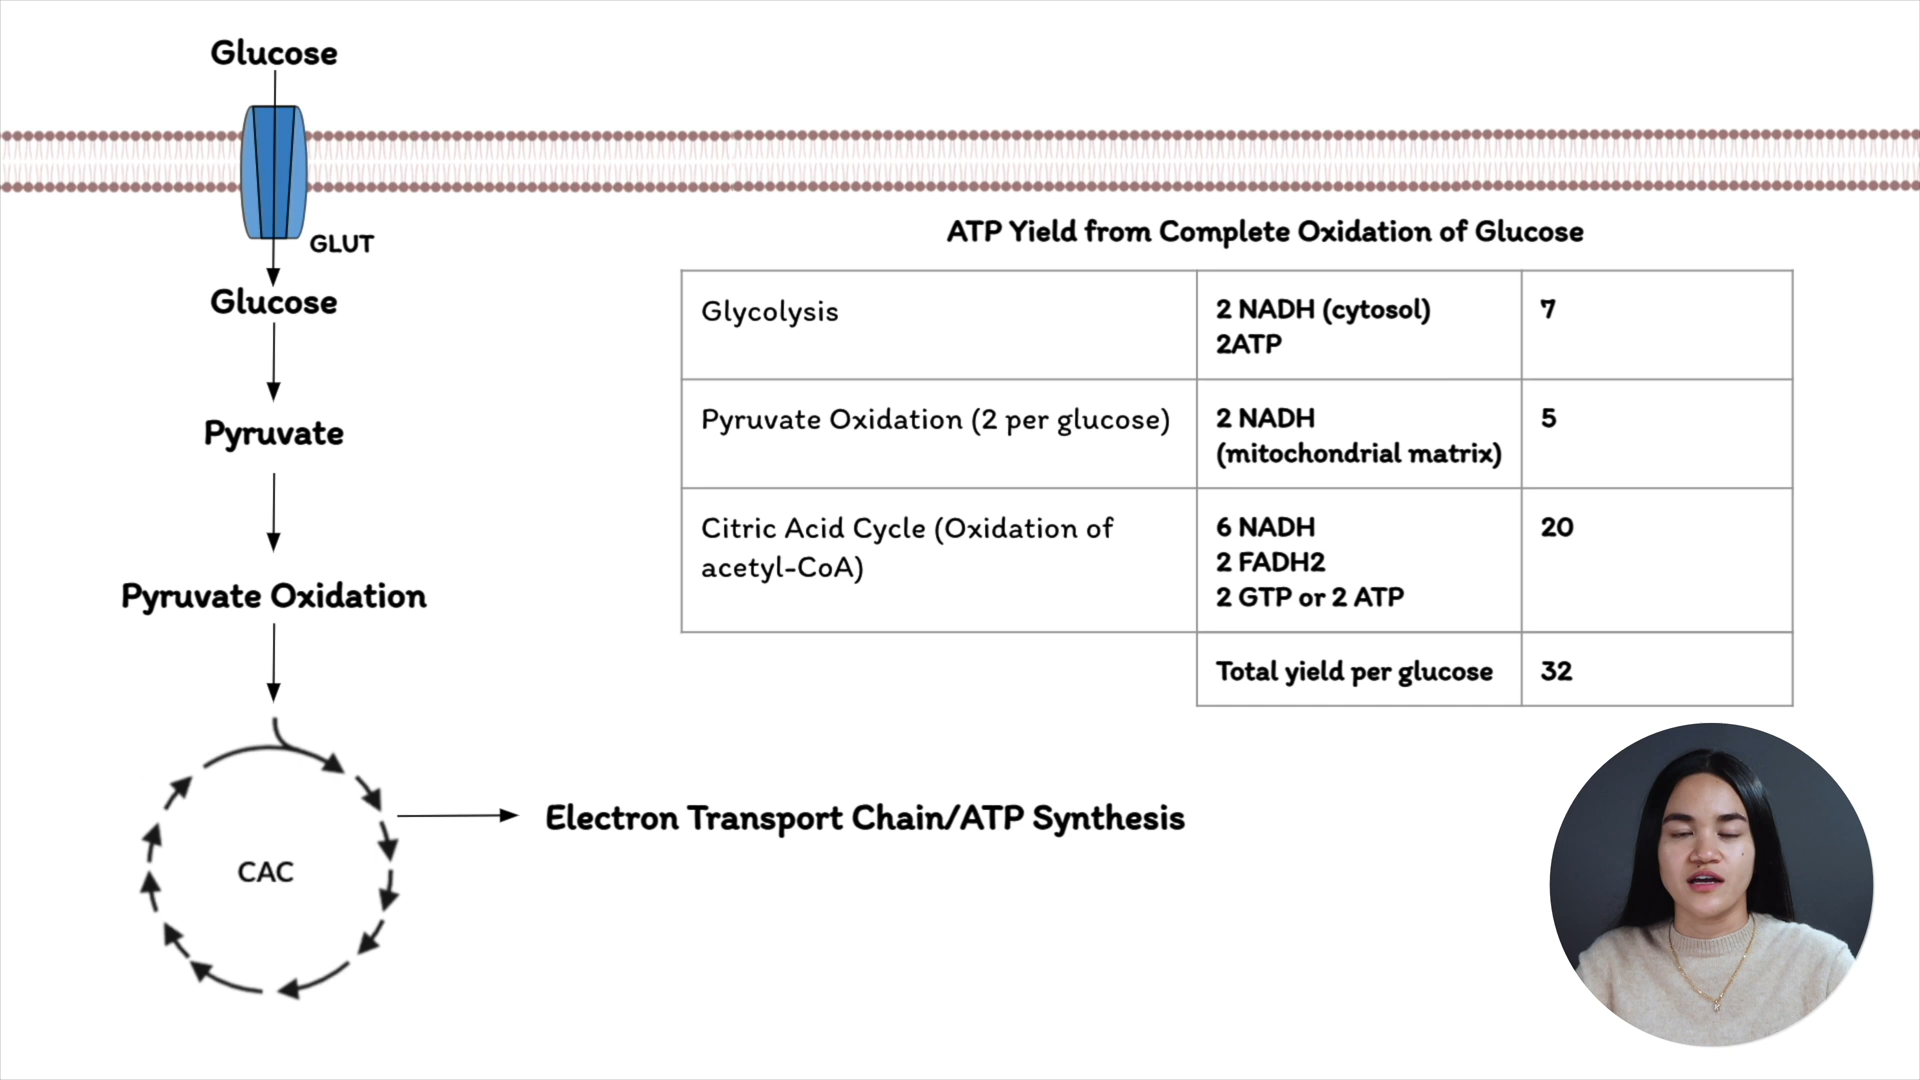 Glucose
GLUT
Glucose
Pyruvate
Pyruvate Oxidation
CAC
Electron Transport Chain/ATP Synthesis
ATP Yield from Complete Oxidation of Glucose
Glycolysis
2 NADH (cytosol)
2ATP
7
Pyruvate Oxidation (2 per glucose)
2 NADH
(mitochondrial matrix)
5
Citric Acid Cycle (Oxidation of
acetyl-CoA)
6 NADH
2 FADH2
2 GTP or 2 ATP
20
Total yield per glucose
32